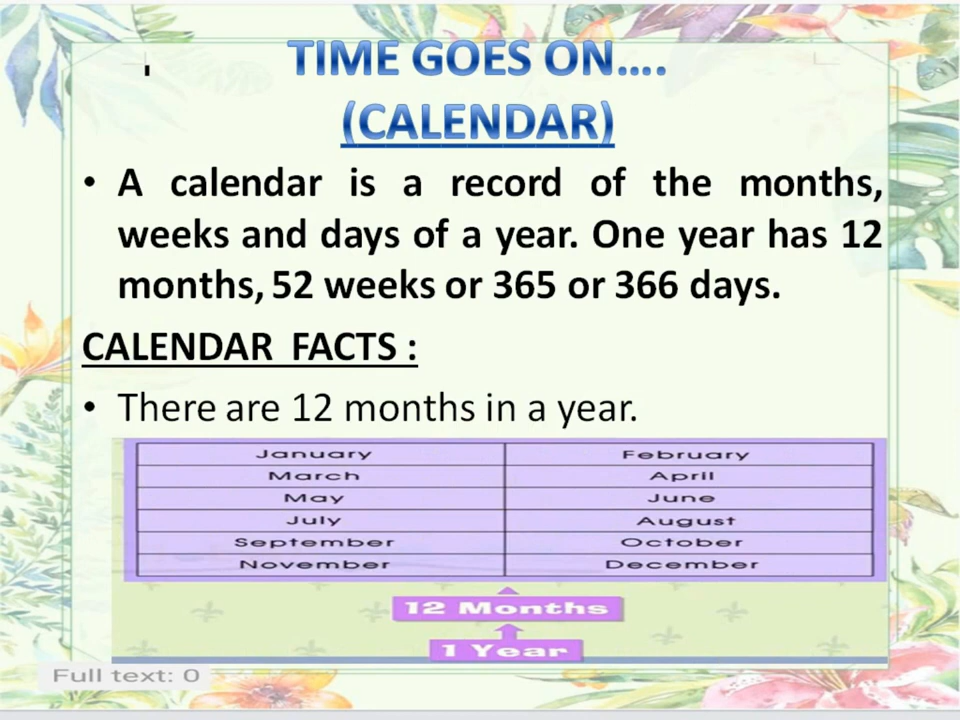 TIME GOES ON....
(CALENDAR)
• A calendar is a record of the months,
weeks and days of a year. One year has 12
months, 52 weeks or 365 or 366 days.
CALENDAR FACTS :
• There are 12 months in a year.
January February
March April
May June
July August
September October
November December
12 Months
1 Year
Full text: 0